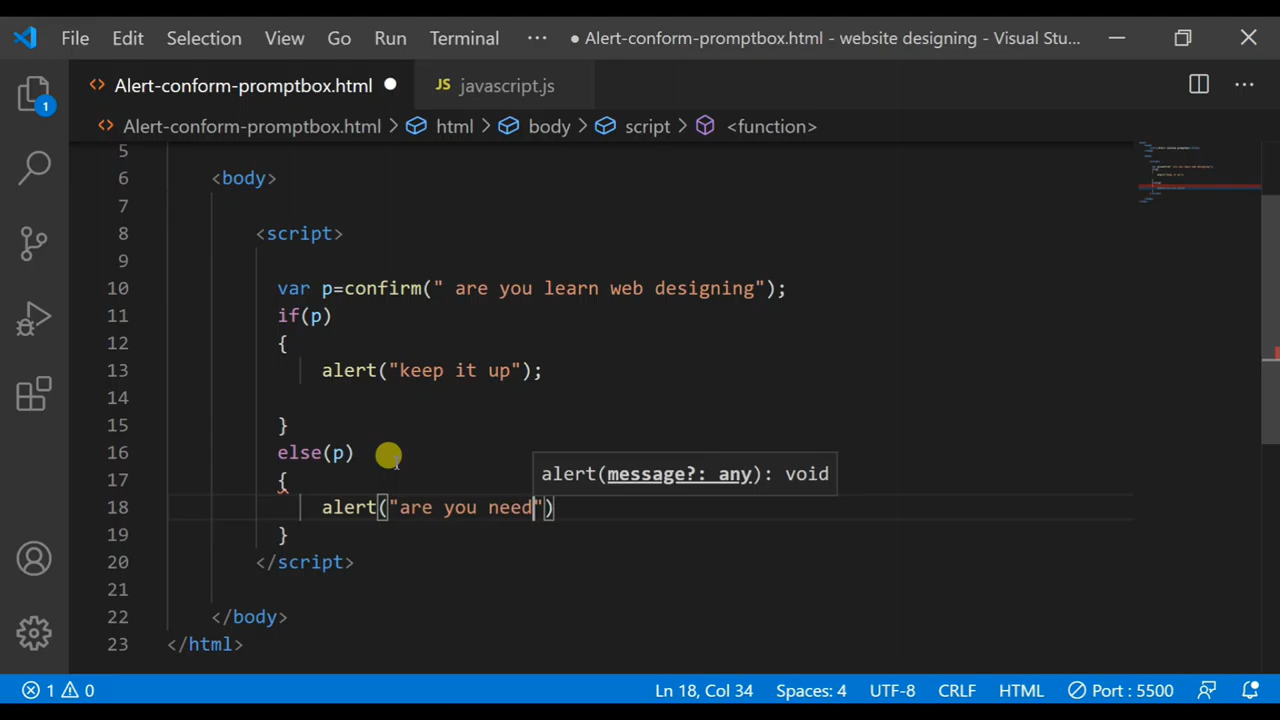 File Edit Selection View Go Run Terminal ··· ● Alert-conform-promptbox.html - website designing - Visual Stu...
<> Alert-conform-promptbox.html ● JS javascript.js ···
<> Alert-conform-promptbox.html > html > body > script > <function>
1
5
6 <body>
7
8 <script>
9
10 var p=confirm(" are you learn web designing");
11 if(p)
12 {
13 alert("keep it up");
14
15 }
16 else(p)
alert(message?: any): void
17 {
18 alert("are you need")
19 }
20 </script>
21
22 </body>
23 </html>
1 0 Ln 18, Col 34 Spaces: 4 UTF-8 CRLF HTML Port : 5500